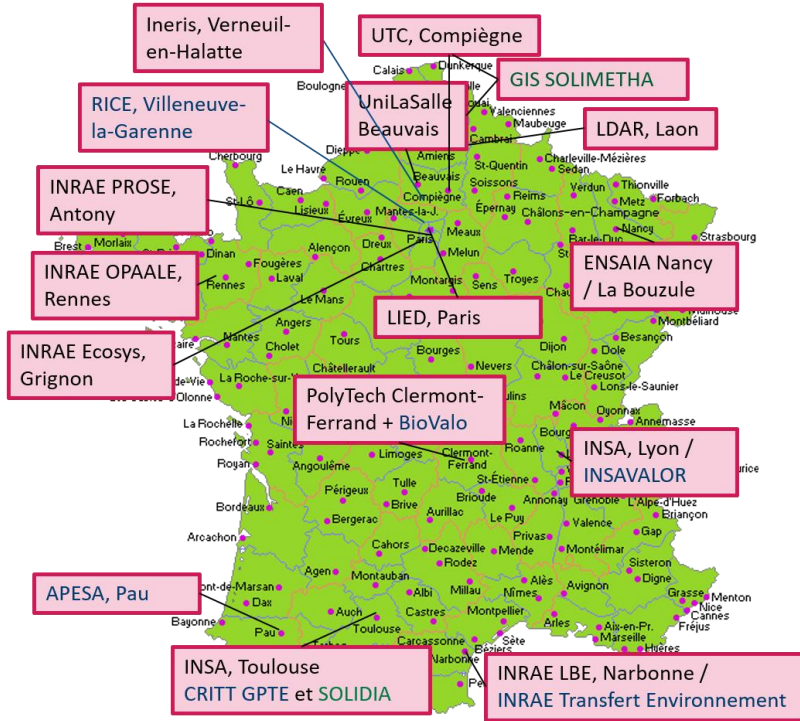 Ineris, Verneuil-
en-Halatte
UTC, Compiègne
Calais
Dunkerque
GIS SOLIMETHA
Boulogne
RICE, Villeneuve-
la-Garenne
UniLaSalle
Beauvais
Valenciennes
Maubeuge
LDAR, Laon
Cambrai
Dieppe
Amiens
Cherbourg
St-Quentin
Charleville-Mézières
Sedan
Le Havre
Rouen
Beauvais
Soissons
Verdun
Thionville
INRAE PROSE,
Antony
St-Lô
Caen
Lisieux
Compiègne
Reims
Metz
Forbach
Évreux
Mantes-la-J.
Épernay
Châlons-en-Champagne
Meaux
Nancy
Brest
Morlaix
Dreux
Paris
Bar-le-Duc
Strasbourg
Dinan
Alençon
Melun
Fougères
Chartres
ENSAIA Nancy
/ La Bouzule
INRAE OPAALE,
Rennes
Rennes
Laval
Montargis
Sens
Troyes
Le Mans
LIED, Paris
Mulhouse
Montbéliard
Angers
Nantes
Tours
Dijon
Besançon
INRAE Ecosys,
Grignon
Cholet
Bourges
Dole
Châtellerault
Nevers
Châlon-sur-Saône
Le Creusot
La Roche-sur-Y
Lons-le-Saunier
PolyTech Clermont-
Ferrand + BioValo
Mâcon
Oyonnax
Annemasse
La Rochelle
Bourg
Rochefort
Saintes
Limoges
Clermont-
Ferrand
Roanne
INSA, Lyon /
INSAVALOR
Royan
Angoulême
St-Étienne
Tulle
Brioude
Annonay
Grenoble
L'Alpe-d'Huez
Périgueux
Brive
Bordeaux
Bergerac
Aurillac
Le Puy
Valence
Briançon
Privas
Gap
Arcachon
Cahors
Decazeville
Mende
Montélimar
Rodez
Sisteron
Agen
Montauban
Alès
Digne
APESA, Pau
ont-de-Marsan
Albi
Millau
Nîmes
Avignon
Grasse
Menton
Dax
Nice
Auch
Castres
Montpellier
Cannes
Bayonne
Toulouse
Arles
Aix-en-Pr.
Fréjus
Pau
Carcassonne
Sète
Marseille
Béziers
Hyères
INSA, Toulouse
CRITT GPTE et SOLIDIA
Narbonne
INRAE LBE, Narbonne /
INRAE Transfert Environnement